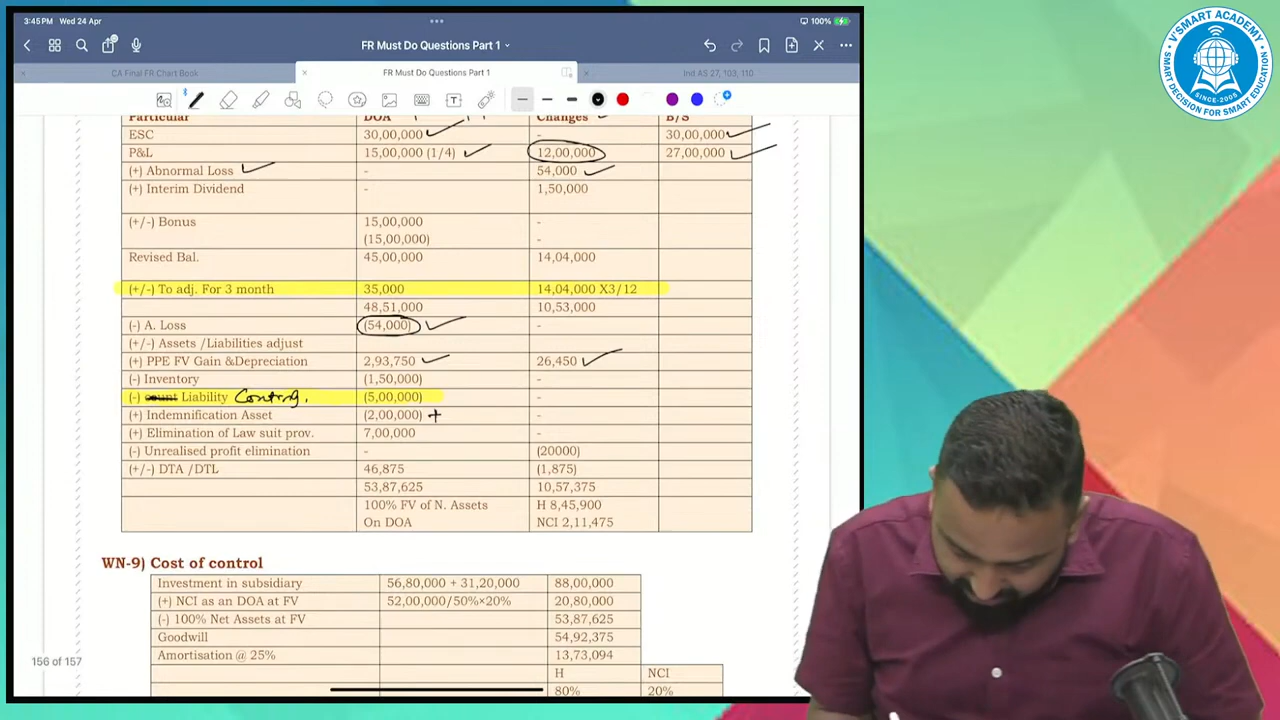 3:45 PM Wed 24 Apr
100%
FR Must Do Questions Part 1
CA Final FR Chart Book
FR Must Do Questions Part 1
Ind AS 27, 103, 110
Particular DOA Changes B/S
ESC 30,00,000 - 30,00,000
P&L 15,00,000 (1/4) 12,00,000 27,00,000
(+) Abnormal Loss - 54,000
(+) Interim Dividend - 1,50,000
(+/-) Bonus 15,00,000 -
(15,00,000) -
Revised Bal. 45,00,000 14,04,000
(+/-) To adj. For 3 month 35,000 14,04,000 X3/12
48,51,000 10,53,000
(-) A. Loss (54,000) -
(+/-) Assets /Liabilities adjust
(+) PPE FV Gain &Depreciation 2,93,750 26,450
(-) Inventory (1,50,000) -
(-) Liability Conting. (5,00,000) -
(+) Indemnification Asset (2,00,000) + -
(+) Elimination of Law suit prov. 7,00,000 -
(-) Unrealised profit elimination - (20000)
(+/-) DTA /DTL 46,875 (1,875)
53,87,625 10,57,375
100% FV of N. Assets H 8,45,900
On DOA NCI 2,11,475
WN-9) Cost of control
Investment in subsidiary 56,80,000 + 31,20,000 88,00,000
(+) NCI as an DOA at FV 52,00,000/50%×20% 20,80,000
(-) 100% Net Assets at FV 53,87,625
Goodwill 54,92,375
Amortisation @ 25% 13,73,094
H NCI
80% 20%
156 of 157
V'SMART ACADEMY
SINCE-2005
SMART DECISION FOR SMART EDUCATION